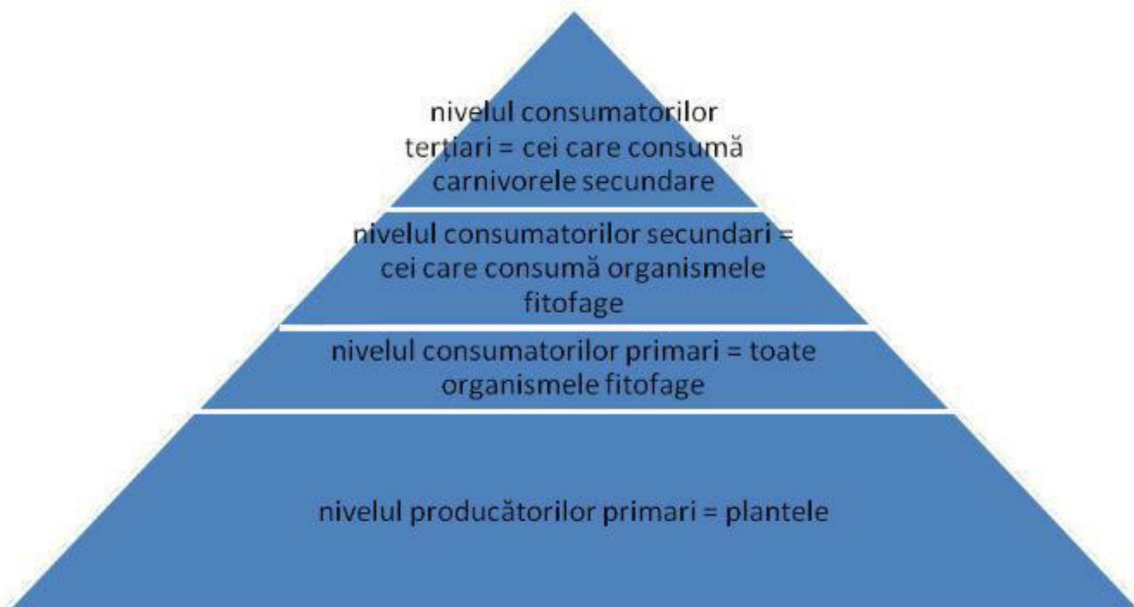 nivelul consumatorilor
terțiari = cei care consumă
carnivorele secundare
nivelul consumatorilor secundari =
cei care consumă organismele
fitofage
nivelul consumatorilor primari = toate
organismele fitofage
nivelul producătorilor primari = plantele